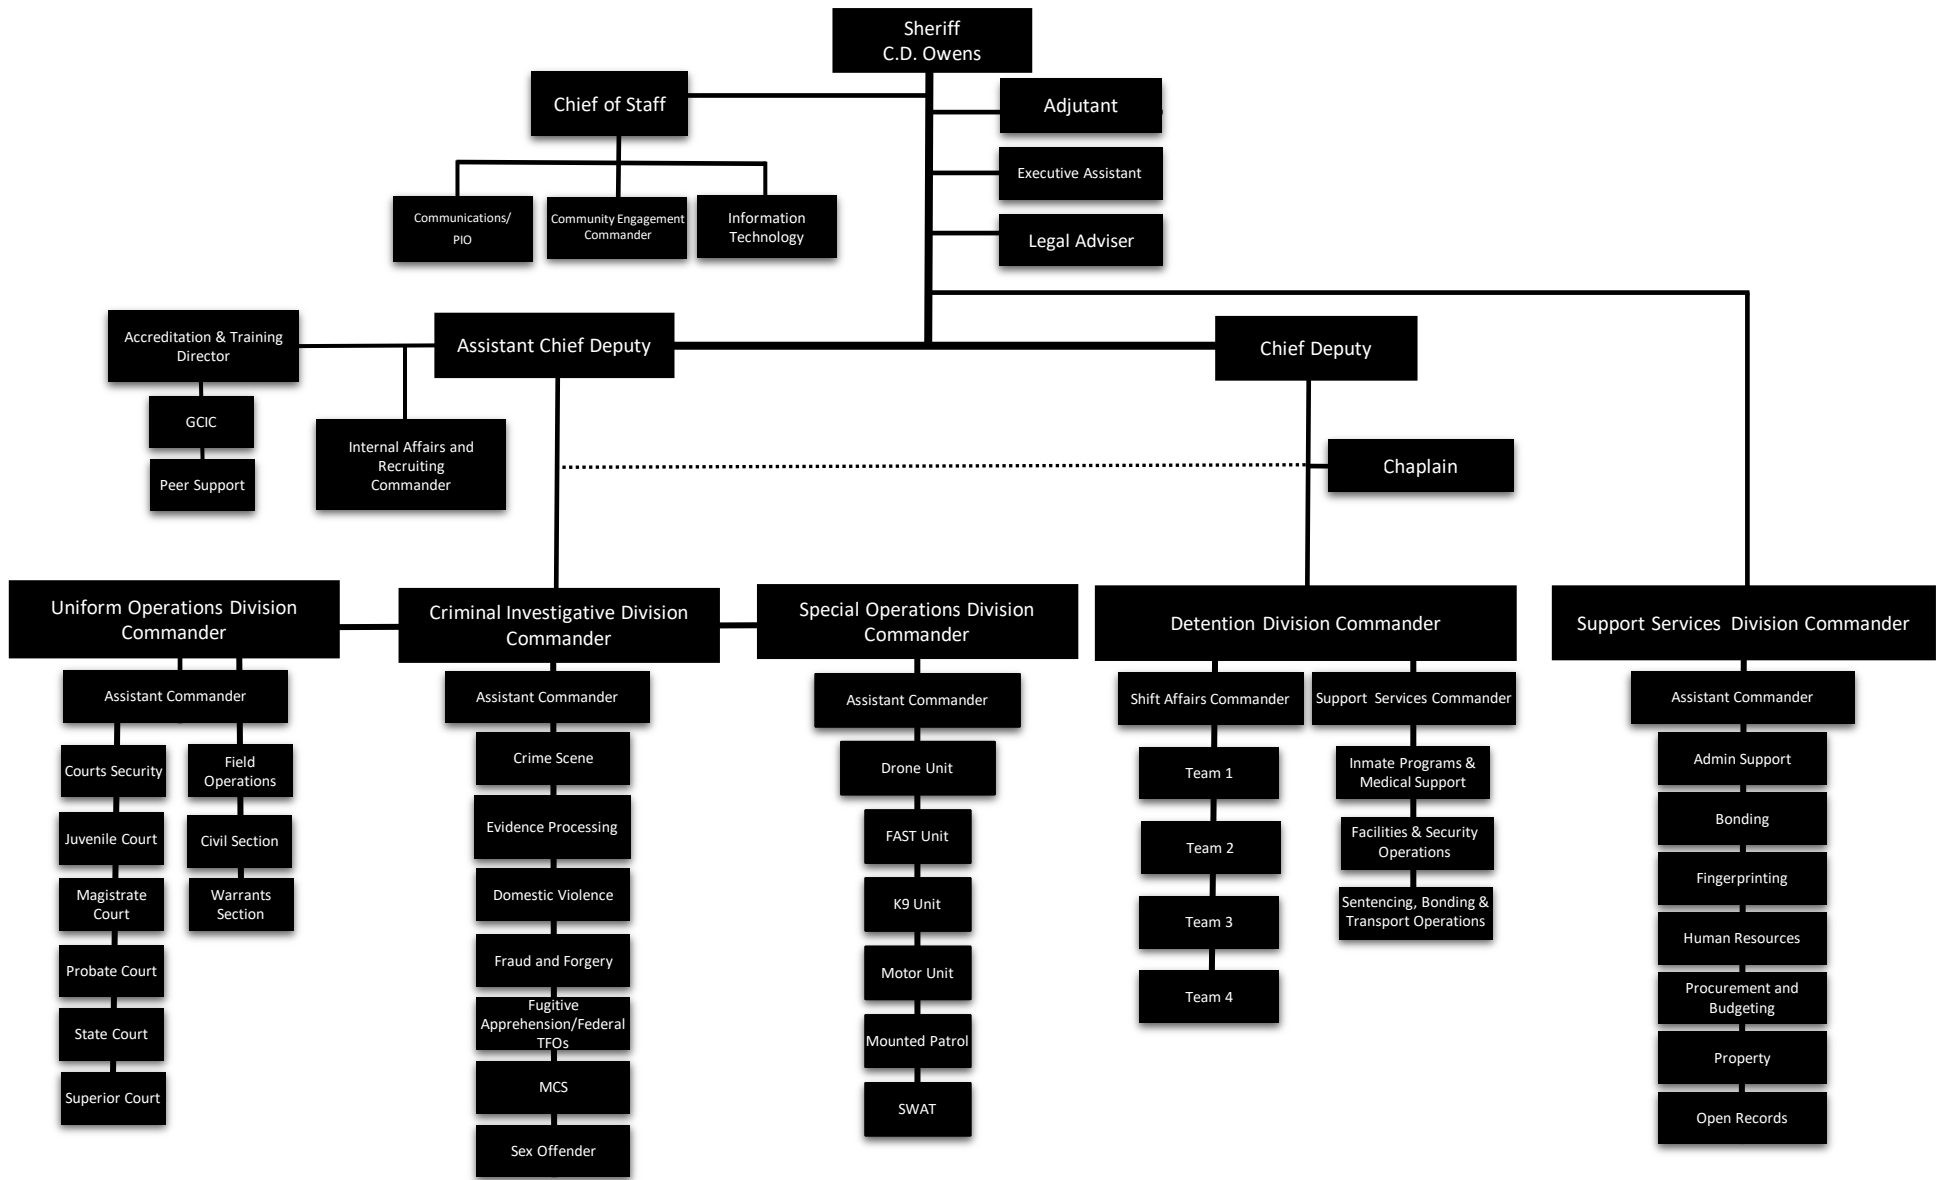 Sheriff
C.D. Owens
Chief of Staff
Adjutant
Executive Assistant
Legal Adviser
Communications/
PIO
Community Engagement
Commander
Information
Technology
Accreditation & Training
Director
GCIC
Peer Support
Internal Affairs and
Recruiting
Commander
Assistant Chief Deputy
Chief Deputy
Chaplain
Uniform Operations Division
Commander
Criminal Investigative Division
Commander
Special Operations Division
Commander
Detention Division Commander
Support Services Division Commander
Assistant Commander
Courts Security
Juvenile Court
Magistrate
Court
Probate Court
State Court
Superior Court
Field
Operations
Civil Section
Warrants
Section
Assistant Commander
Crime Scene
Evidence Processing
Domestic Violence
Fraud and Forgery
Fugitive
Apprehension/Federal
TFOs
MCS
Sex Offender
Assistant Commander
Drone Unit
FAST Unit
K9 Unit
Motor Unit
Mounted Patrol
SWAT
Shift Affairs Commander
Team 1
Team 2
Team 3
Team 4
Support Services Commander
Inmate Programs &
Medical Support
Facilities & Security
Operations
Sentencing, Bonding &
Transport Operations
Assistant Commander
Admin Support
Bonding
Fingerprinting
Human Resources
Procurement and
Budgeting
Property
Open Records